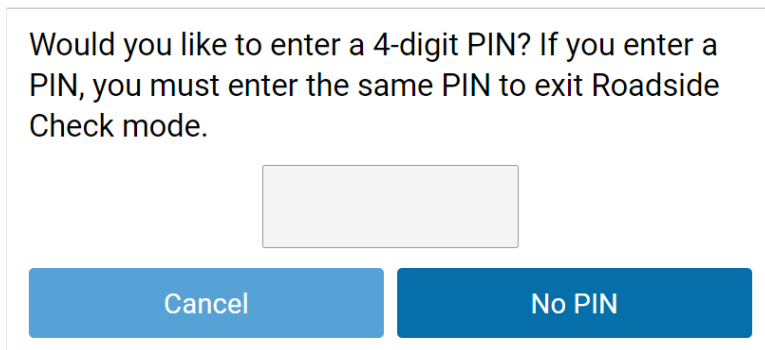 Would you like to enter a 4-digit PIN? If you enter a
PIN, you must enter the same PIN to exit Roadside
Check mode.
Cancel
No PIN